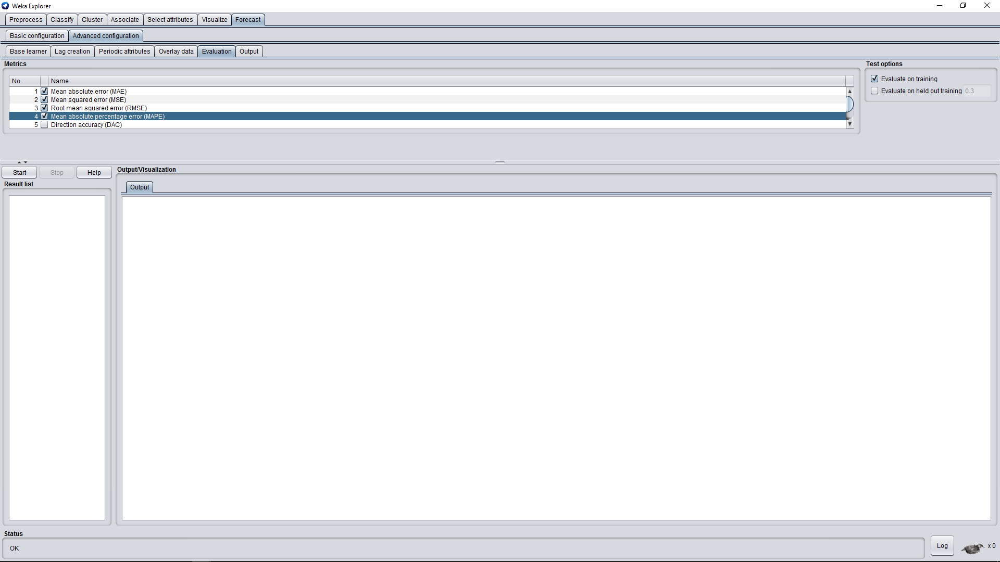 Weka Explorer
Preprocess Classify Cluster Associate Select attributes Visualize Forecast
Basic configuration Advanced configuration
Base learner Lag creation Periodic attributes Overlay data Evaluation Output
Metrics
No. Name
1 Mean absolute error (MAE)
2 Mean squared error (MSE)
3 Root mean squared error (RMSE)
4 Mean absolute percentage error (MAPE)
5 Direction accuracy (DAC)
Test options
Evaluate on training
Evaluate on held out training 0.3
Start Stop Help
Result list
Output/Visualization
Output
Status
OK
Log x 0